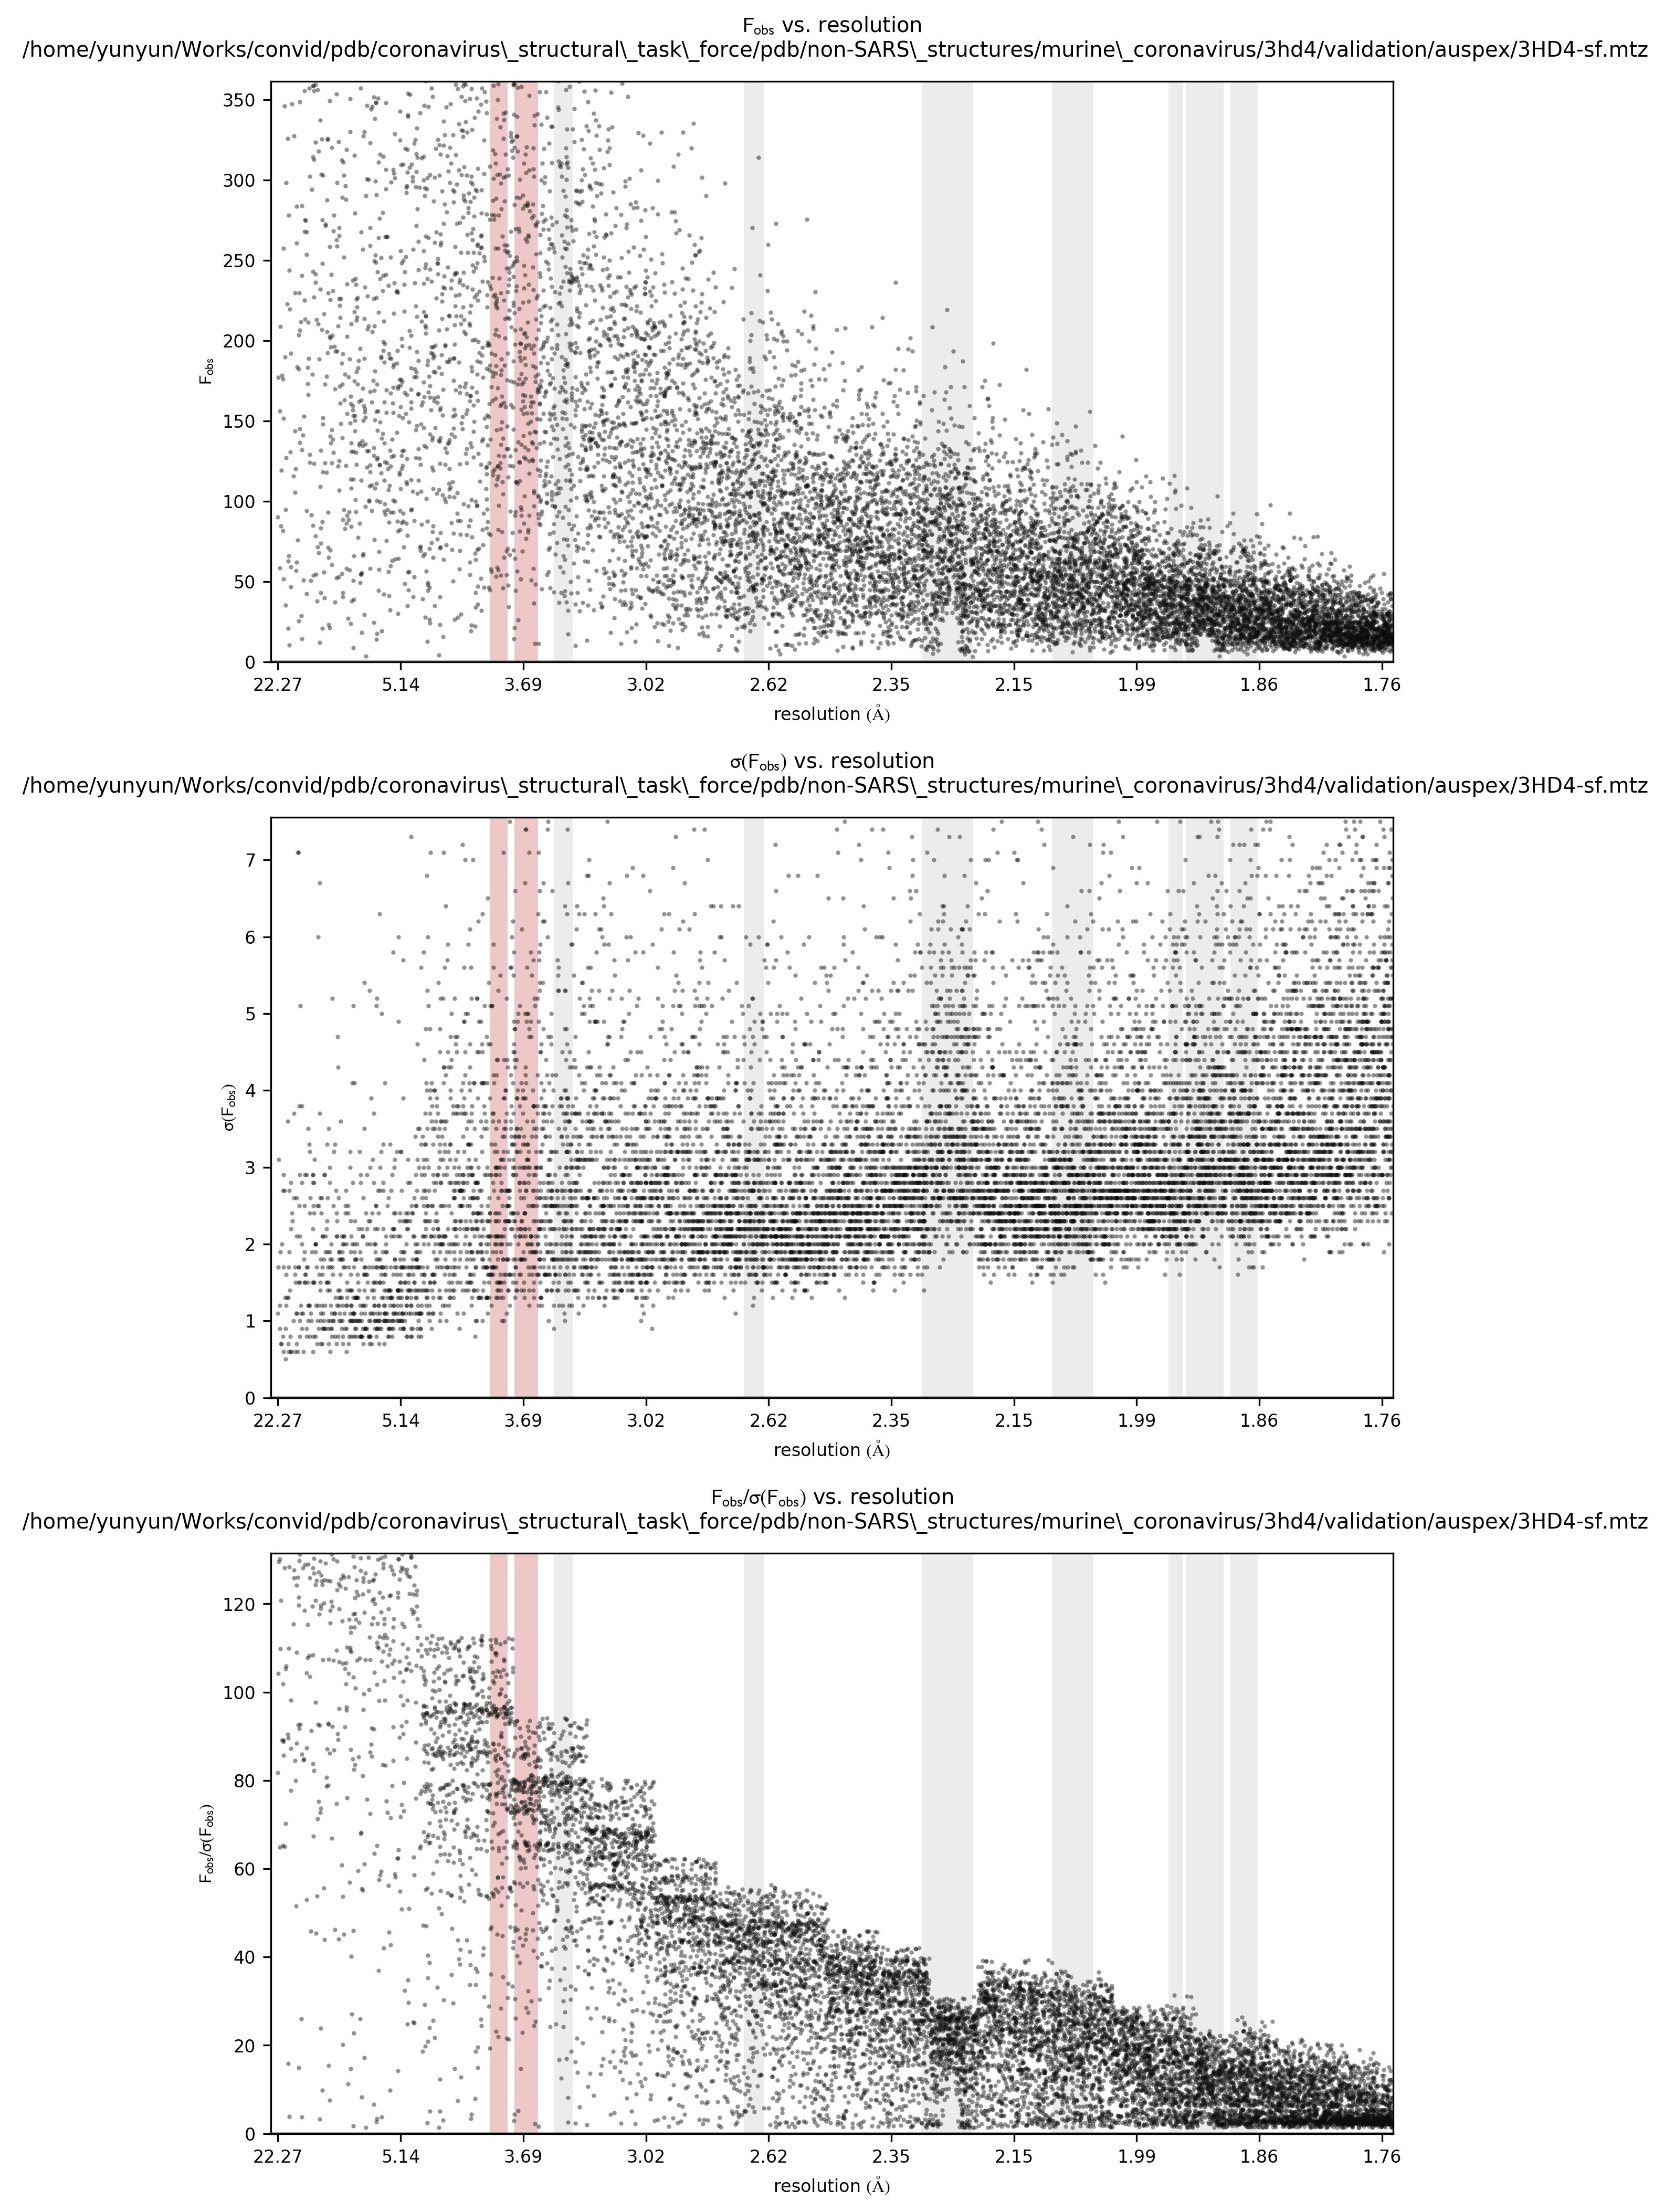 F_obs vs. resolution
/home/yunyun/Works/convid/pdb/coronavirus\_structural\_task\_force/pdb/non-SARS\_structures/murine\_coronavirus/3hd4/validation/auspex/3HD4-sf.mtz
350
300
250
200
150
100
50
0
F_obs
22.27 5.14 3.69 3.02 2.62 2.35 2.15 1.99 1.86 1.76
resolution (Å)
σ(F_obs) vs. resolution
/home/yunyun/Works/convid/pdb/coronavirus\_structural\_task\_force/pdb/non-SARS\_structures/murine\_coronavirus/3hd4/validation/auspex/3HD4-sf.mtz
7
6
5
4
3
2
1
0
σ(F_obs)
22.27 5.14 3.69 3.02 2.62 2.35 2.15 1.99 1.86 1.76
resolution (Å)
F_obs/σ(F_obs) vs. resolution
/home/yunyun/Works/convid/pdb/coronavirus\_structural\_task\_force/pdb/non-SARS\_structures/murine\_coronavirus/3hd4/validation/auspex/3HD4-sf.mtz
120
100
80
60
40
20
0
F_obs/σ(F_obs)
22.27 5.14 3.69 3.02 2.62 2.35 2.15 1.99 1.86 1.76
resolution (Å)